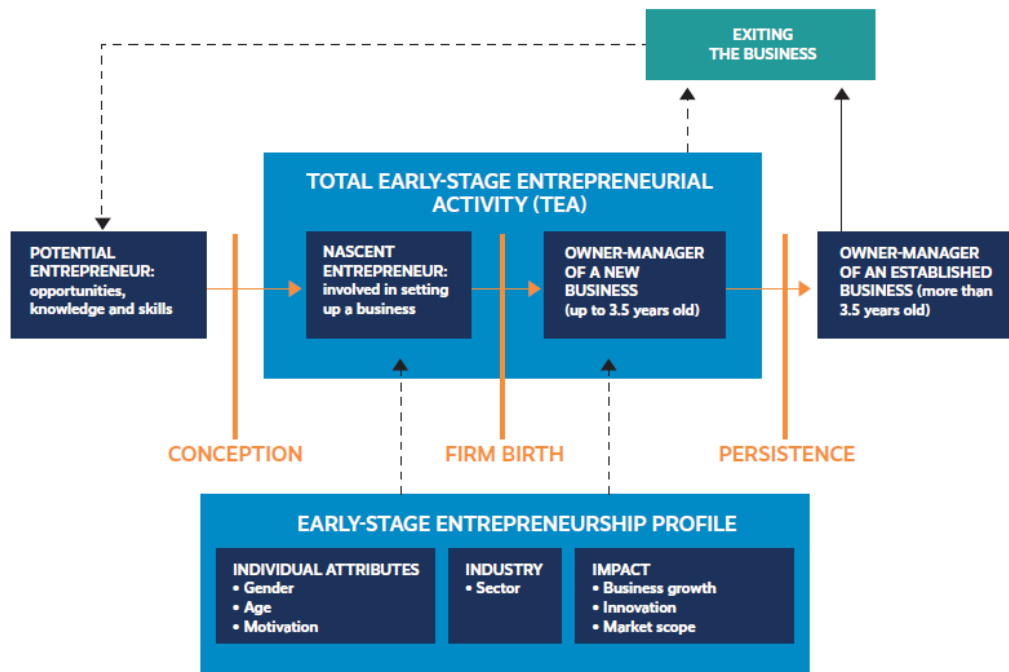 EXITING
THE BUSINESS
TOTAL EARLY-STAGE ENTREPRENEURIAL
ACTIVITY (TEA)
POTENTIAL
ENTREPRENEUR:
opportunities,
knowledge and skills
NASCENT
ENTREPRENEUR:
involved in setting
up a business
OWNER-MANAGER
OF A NEW
BUSINESS
(up to 3.5 years old)
OWNER-MANAGER
OF AN ESTABLISHED
BUSINESS (more than
3.5 years old)
CONCEPTION
FIRM BIRTH
PERSISTENCE
EARLY-STAGE ENTREPRENEURSHIP PROFILE
INDIVIDUAL ATTRIBUTES
• Gender
• Age
• Motivation
INDUSTRY
• Sector
IMPACT
• Business growth
• Innovation
• Market scope